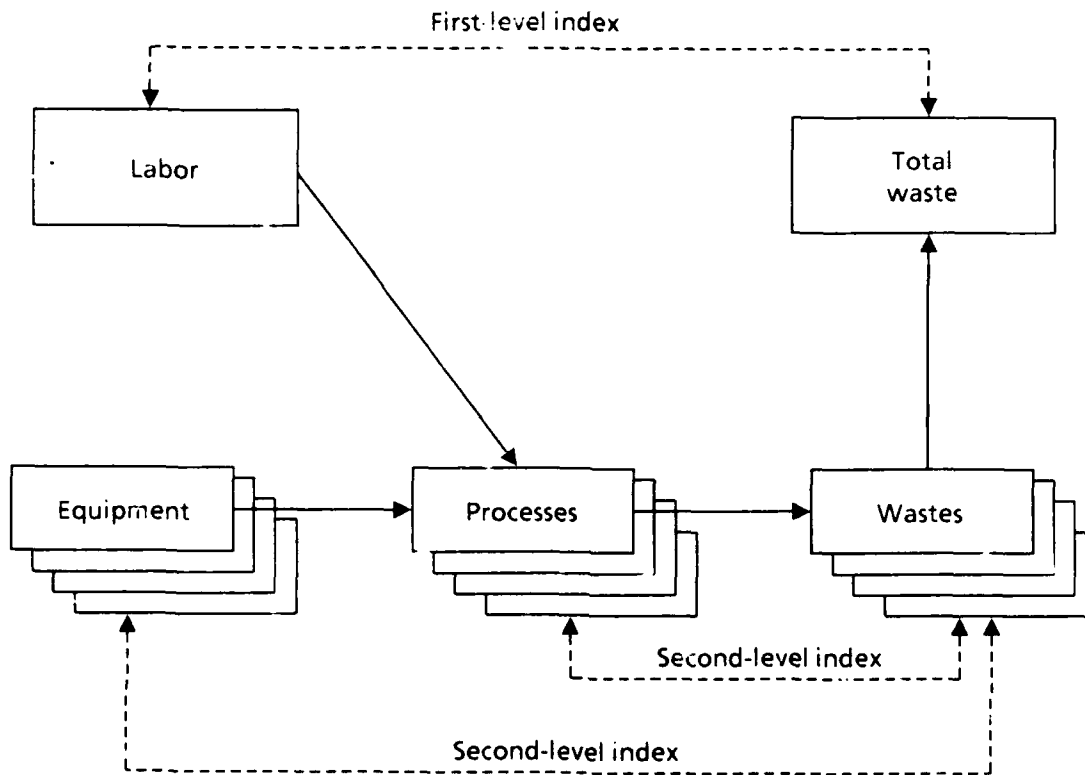 First-level index
Labor
Total
waste
Equipment
Processes
Wastes
Second-level index
Second-level index